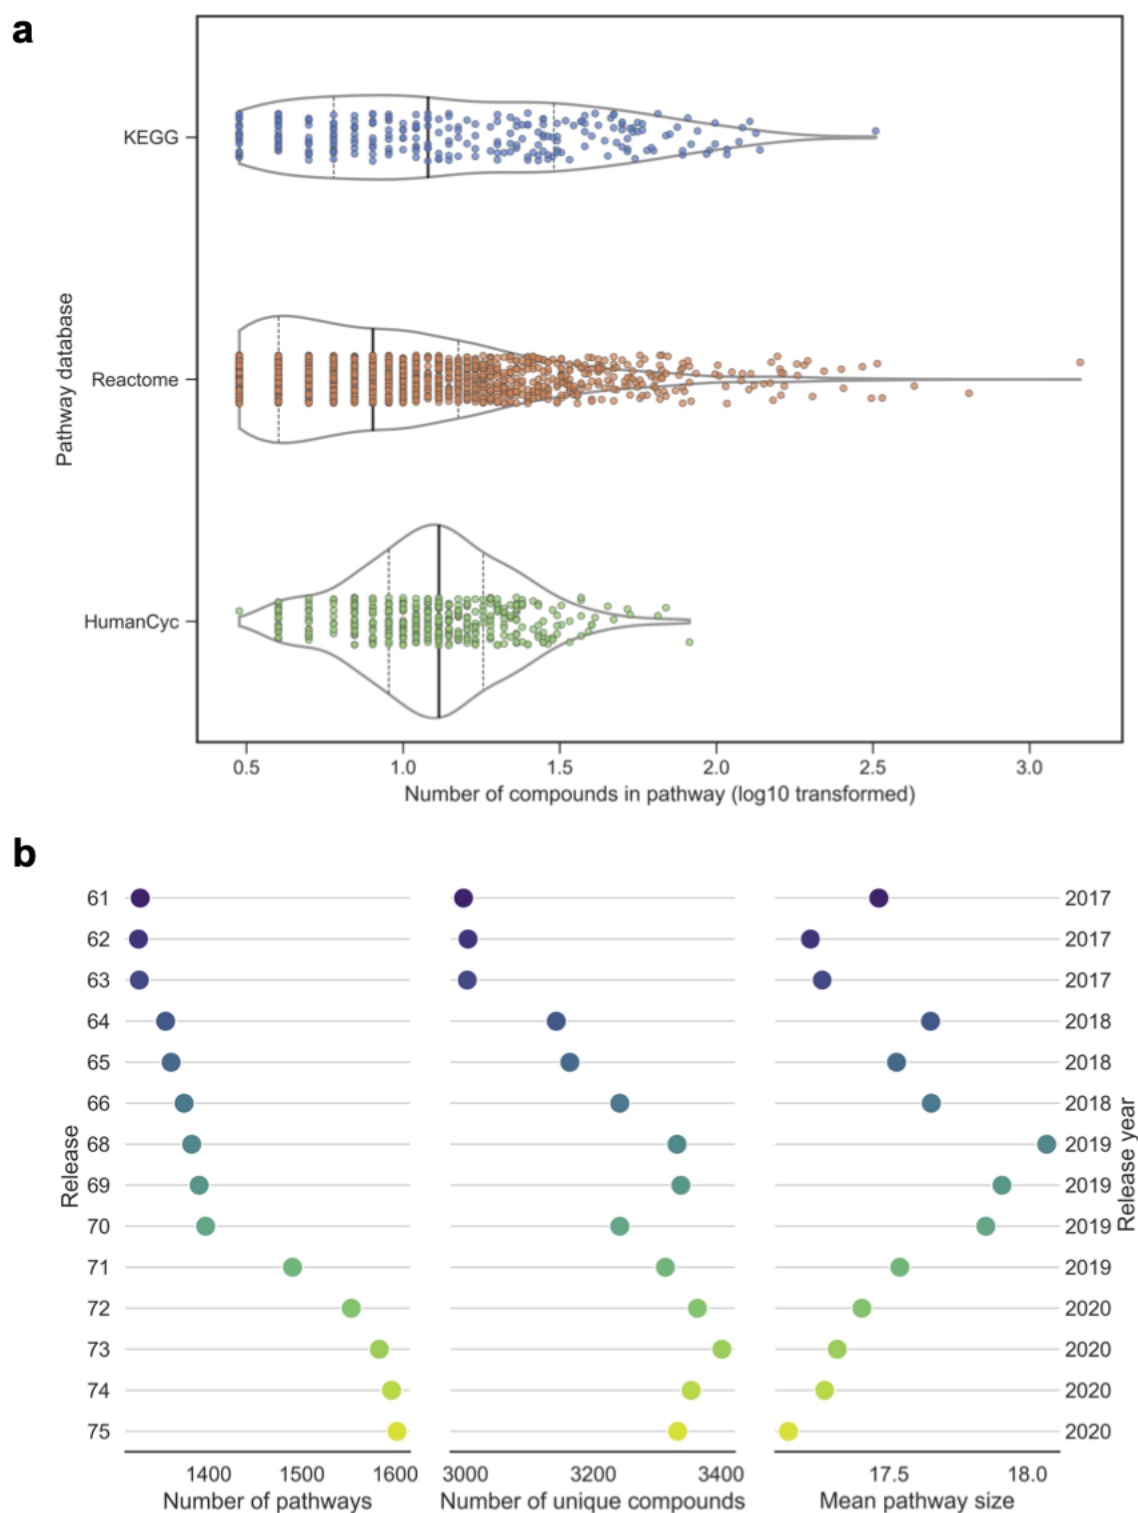 a
Pathway database
KEGG
Reactome
HumanCyc
0.5 1.0 1.5 2.0 2.5 3.0
Number of compounds in pathway (log10 transformed)
b
Release
Release year
61 2017
62 2017
63 2017
64 2018
65 2018
66 2018
68 2019
69 2019
70 2019
71 2019
72 2020
73 2020
74 2020
75 2020
1400 1500 1600 3000 3200 3400 17.5 18.0
Number of pathways Number of unique compounds Mean pathway size